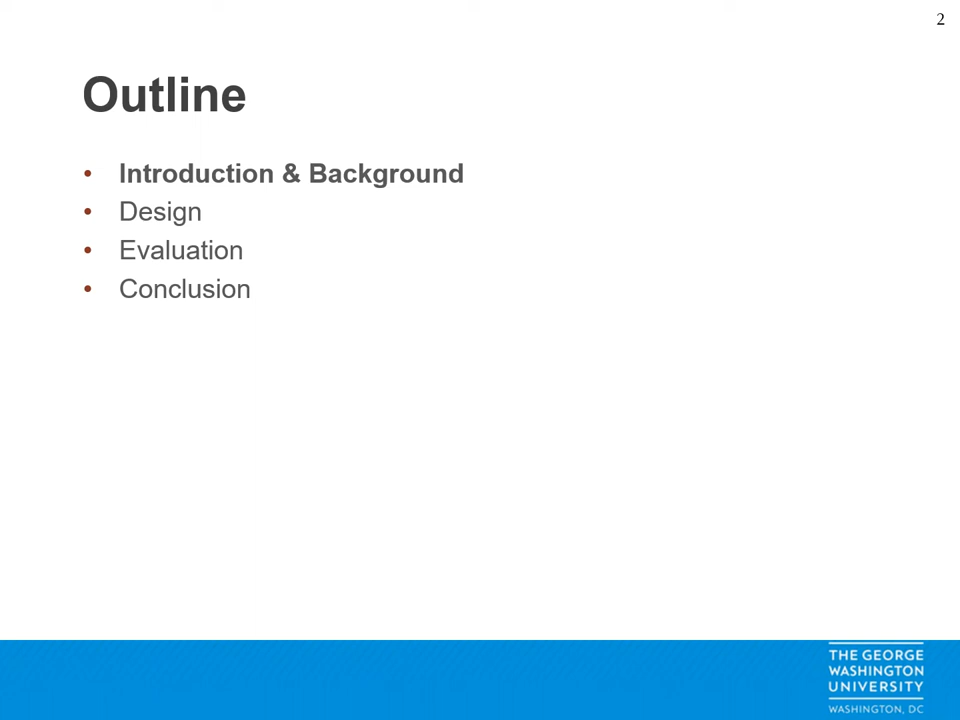 2
Outline
• Introduction & Background
• Design
• Evaluation
• Conclusion
THE GEORGE
WASHINGTON
UNIVERSITY
WASHINGTON, DC